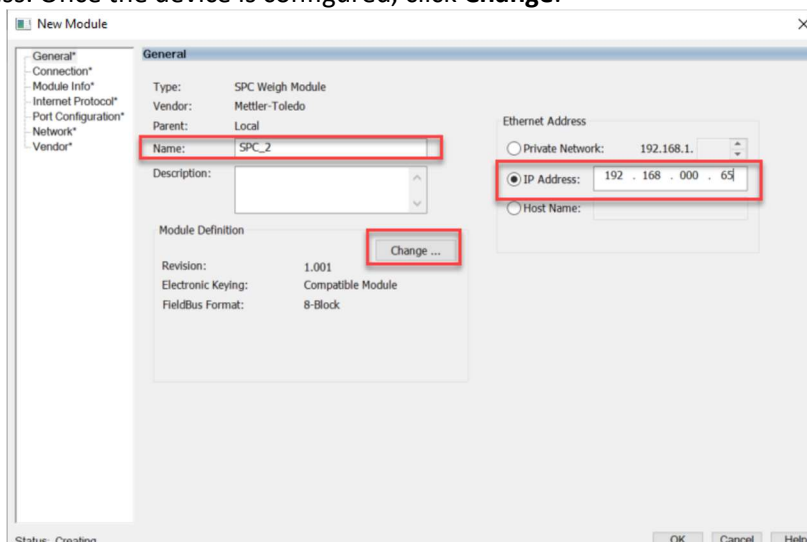 ss. Once the device is configured, click Change.
New Module
General*
Connection*
Module Info*
Internet Protocol*
Port Configuration*
Network*
Vendor*
General
Type: SPC Weigh Module
Vendor: Mettler-Toledo
Parent: Local
Name: SPC_2
Description:
Module Definition
Change ...
Revision: 1.001
Electronic Keying: Compatible Module
FieldBus Format: 8-Block
Ethernet Address
Private Network: 192.168.1.
IP Address: 192 . 168 . 000 . 65
Host Name:
Status: Creating
OK Cancel Help